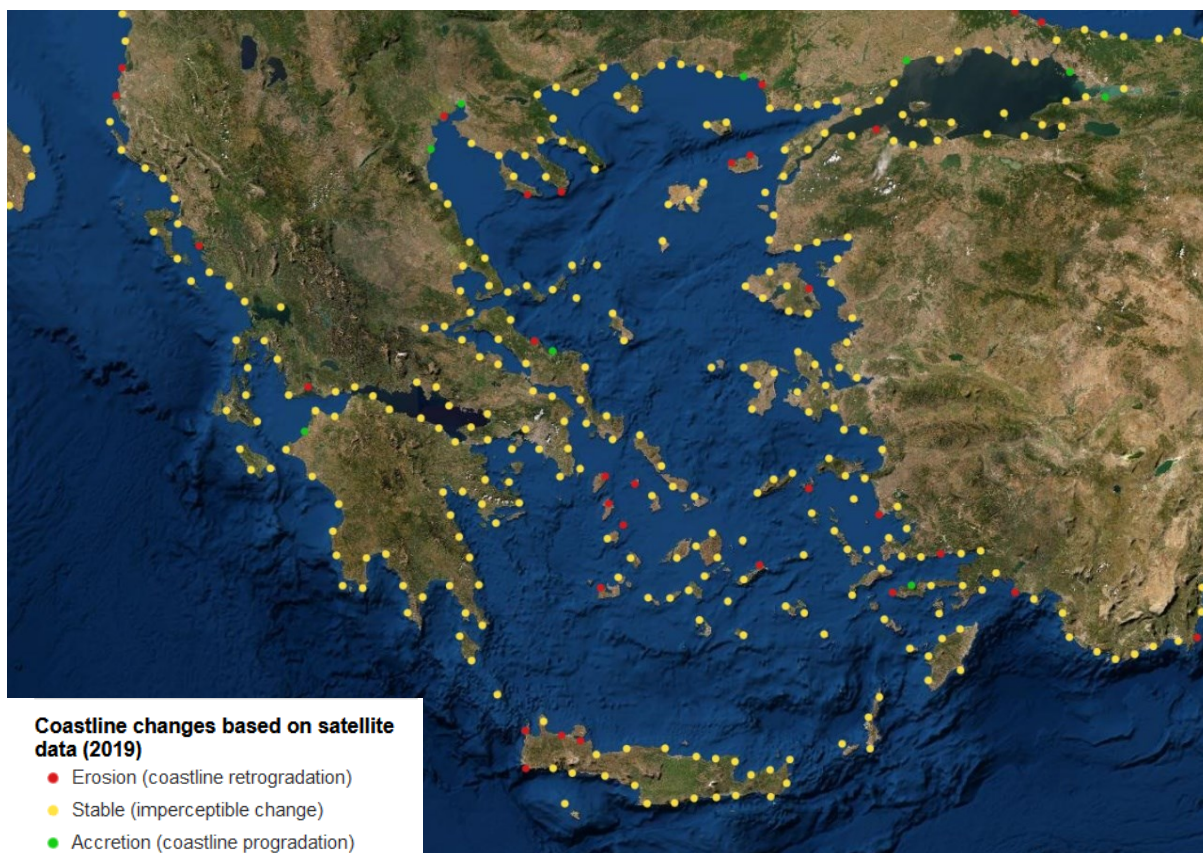 Coastline changes based on satellite
data (2019)
Erosion (coastline retrogradation)
Stable (imperceptible change)
Accretion (coastline progradation)